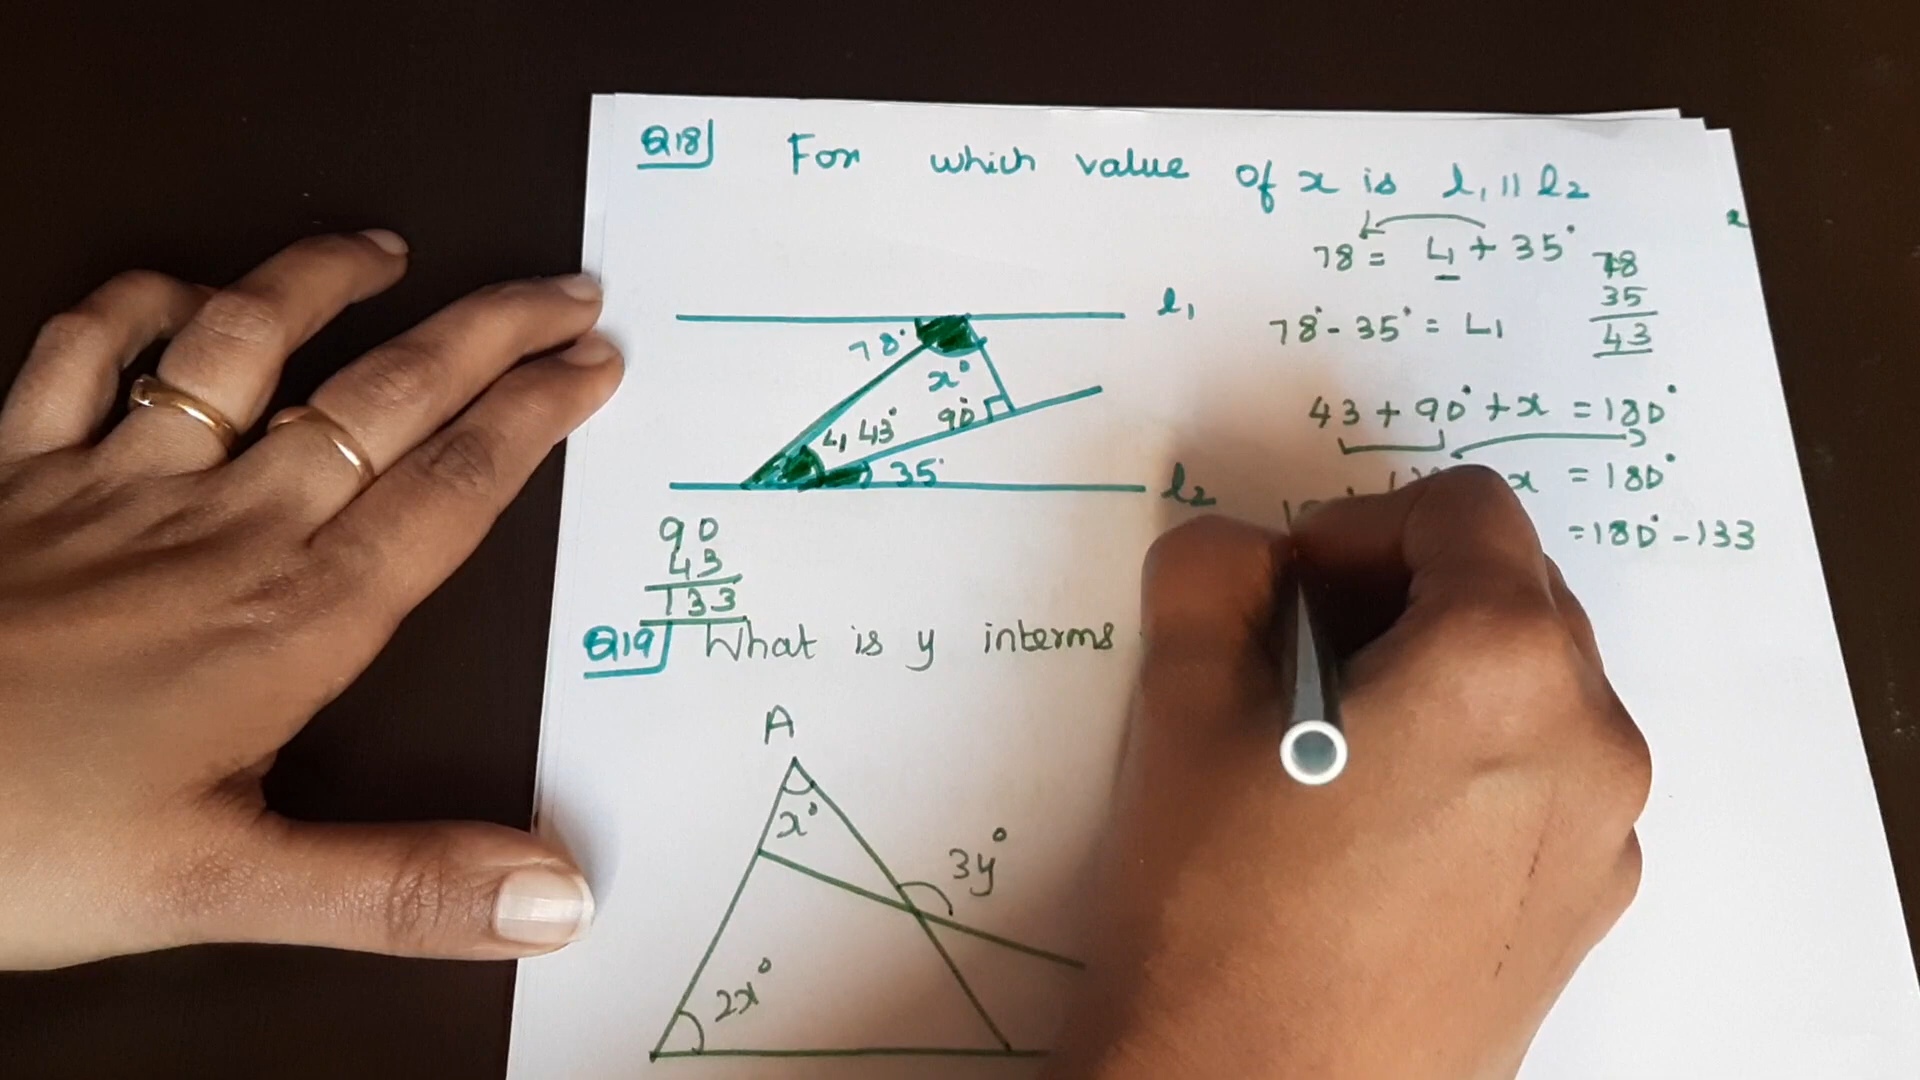 Q18 For which value of x is l1 || l2
78° = ∠1 + 35°
78
35
43
78° - 35° = ∠1
43 + 90° + x = 180°
x = 180°
= 180° - 133
l1
78°
x°
90°
∠1 43°
35°
l2
90
43
133
Q19 What is y interms
A
x°
3y°
2x°